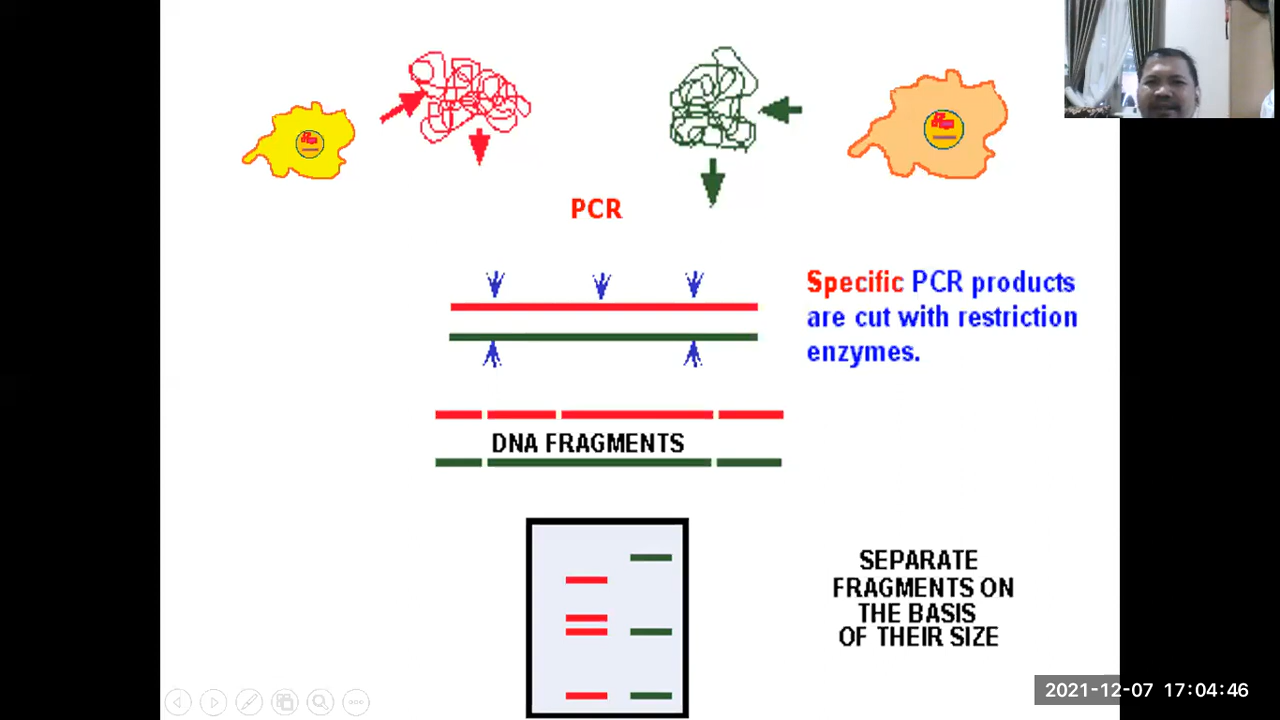 PCR
Specific PCR products
are cut with restriction
enzymes.
DNA FRAGMENTS
SEPARATE
FRAGMENTS ON
THE BASIS
OF THEIR SIZE
2021-12-07 17:04:46